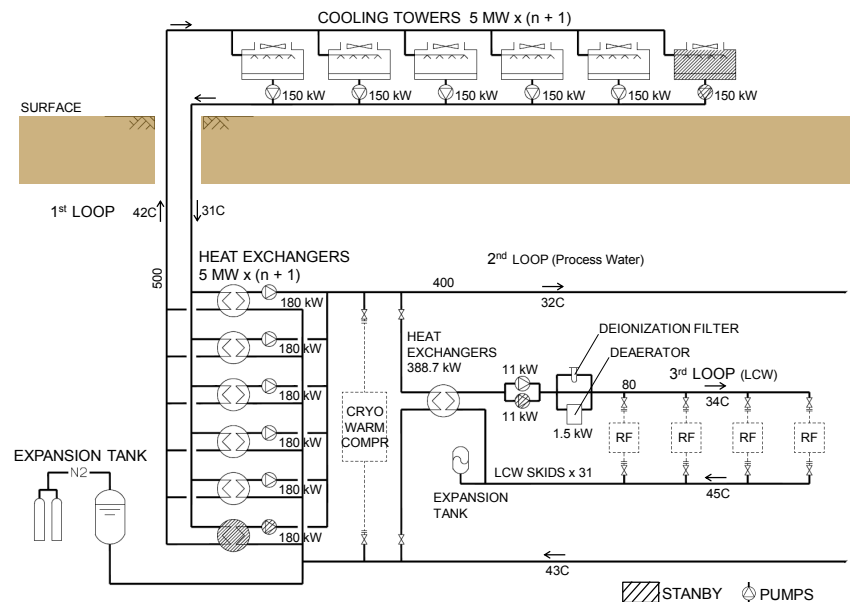 COOLING TOWERS 5 MW x (n + 1)
150 kW
150 kW
150 kW
150 kW
150 kW
150 kW
SURFACE
1st LOOP
42C
31C
500
HEAT EXCHANGERS
5 MW x (n + 1)
2nd LOOP (Process Water)
400
32C
180 kW
180 kW
180 kW
180 kW
180 kW
180 kW
HEAT
EXCHANGERS
388.7 kW
DEIONIZATION FILTER
DEAERATOR
11 kW
11 kW
1.5 kW
80
3rd LOOP (LCW)
34C
CRYO
WARM
COMPR
RF
RF
RF
RF
EXPANSION TANK
N2
LCW SKIDS x 31
EXPANSION
TANK
45C
43C
STANBY
PUMPS